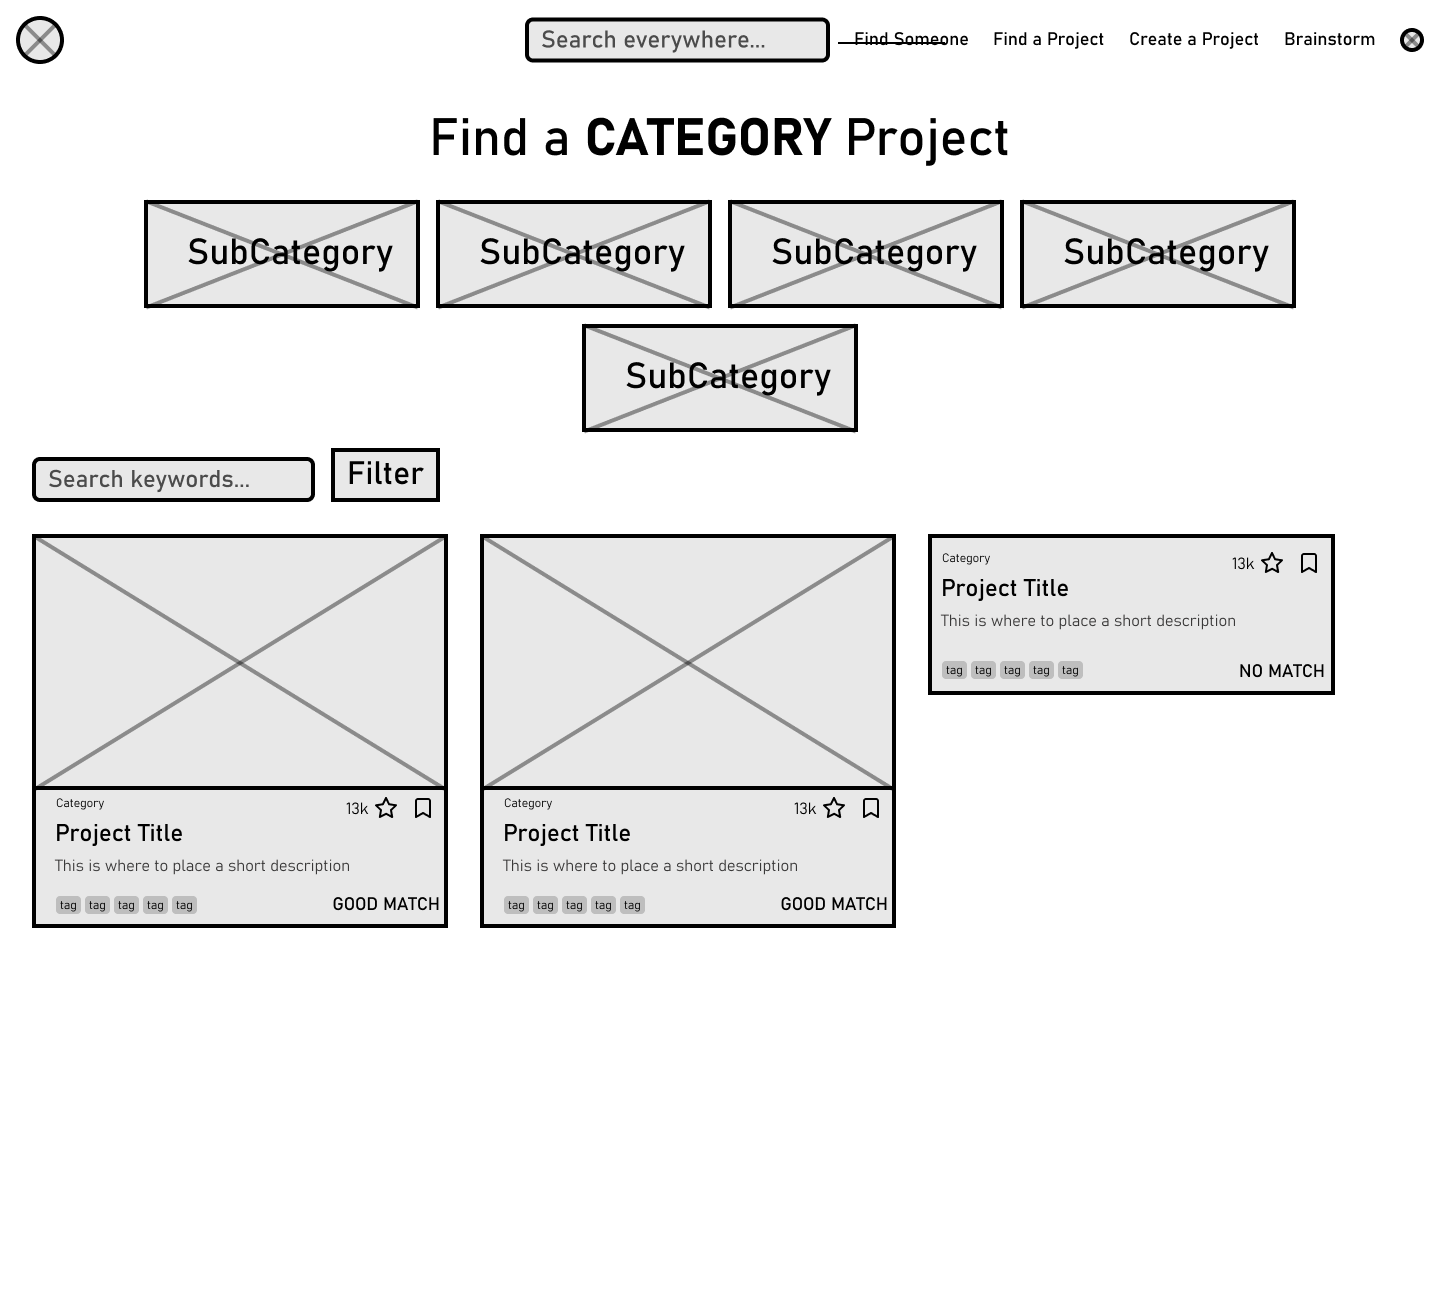 Search everywhere... Find Someone Find a Project Create a Project Brainstorm
Find a CATEGORY Project
SubCategory SubCategory SubCategory SubCategory
SubCategory
Search keywords... Filter
Category 13k
Project Title
This is where to place a short description
tag tag tag tag tag GOOD MATCH
Category 13k
Project Title
This is where to place a short description
tag tag tag tag tag GOOD MATCH
Category 13k
Project Title
This is where to place a short description
tag tag tag tag tag NO MATCH